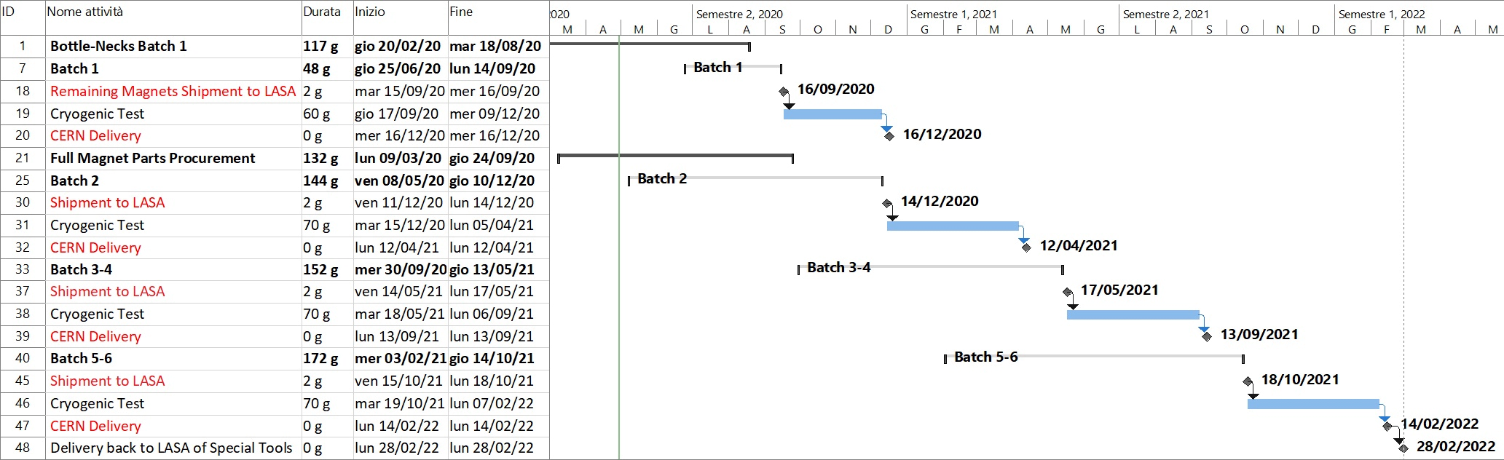 ID Nome attività Durata Inizio Fine 020 Semestre 2, 2020 Semestre 1, 2021 Semestre 2, 2021 Semestre 1, 2022
M A M G L A S O N D G F M A M G L A S O N D G F M A M
1 Bottle-Necks Batch 1 117 g gio 20/02/20 mar 18/08/20
7 Batch 1 48 g gio 25/06/20 lun 14/09/20 Batch 1
18 Remaining Magnets Shipment to LASA 2 g mar 15/09/20 mer 16/09/20 16/09/2020
19 Cryogenic Test 60 g gio 17/09/20 mer 09/12/20
20 CERN Delivery 0 g mer 16/12/20 mer 16/12/20 16/12/2020
21 Full Magnet Parts Procurement 132 g lun 09/03/20 gio 24/09/20
25 Batch 2 144 g ven 08/05/20 gio 10/12/20 Batch 2
30 Shipment to LASA 2 g ven 11/12/20 lun 14/12/20 14/12/2020
31 Cryogenic Test 70 g mar 15/12/20 lun 05/04/21
32 CERN Delivery 0 g lun 12/04/21 lun 12/04/21 12/04/2021
33 Batch 3-4 152 g mer 30/09/20 gio 13/05/21 Batch 3-4
37 Shipment to LASA 2 g ven 14/05/21 lun 17/05/21 17/05/2021
38 Cryogenic Test 70 g mar 18/05/21 lun 06/09/21
39 CERN Delivery 0 g lun 13/09/21 lun 13/09/21 13/09/2021
40 Batch 5-6 172 g mer 03/02/21 gio 14/10/21 Batch 5-6
45 Shipment to LASA 2 g ven 15/10/21 lun 18/10/21 18/10/2021
46 Cryogenic Test 70 g mar 19/10/21 lun 07/02/22
47 CERN Delivery 0 g lun 14/02/22 lun 14/02/22 14/02/2022
48 Delivery back to LASA of Special Tools 0 g lun 28/02/22 lun 28/02/22 28/02/2022